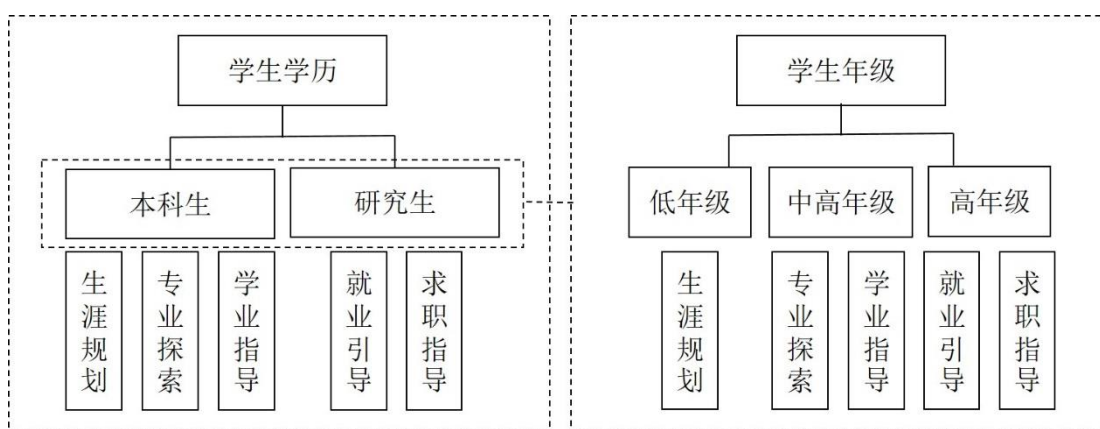 学生学历
本科生
研究生
生涯规划
专业探索
学业指导
就业引导
求职指导
学生年级
低年级
中高年级
高年级
生涯规划
专业探索
学业指导
就业引导
求职指导